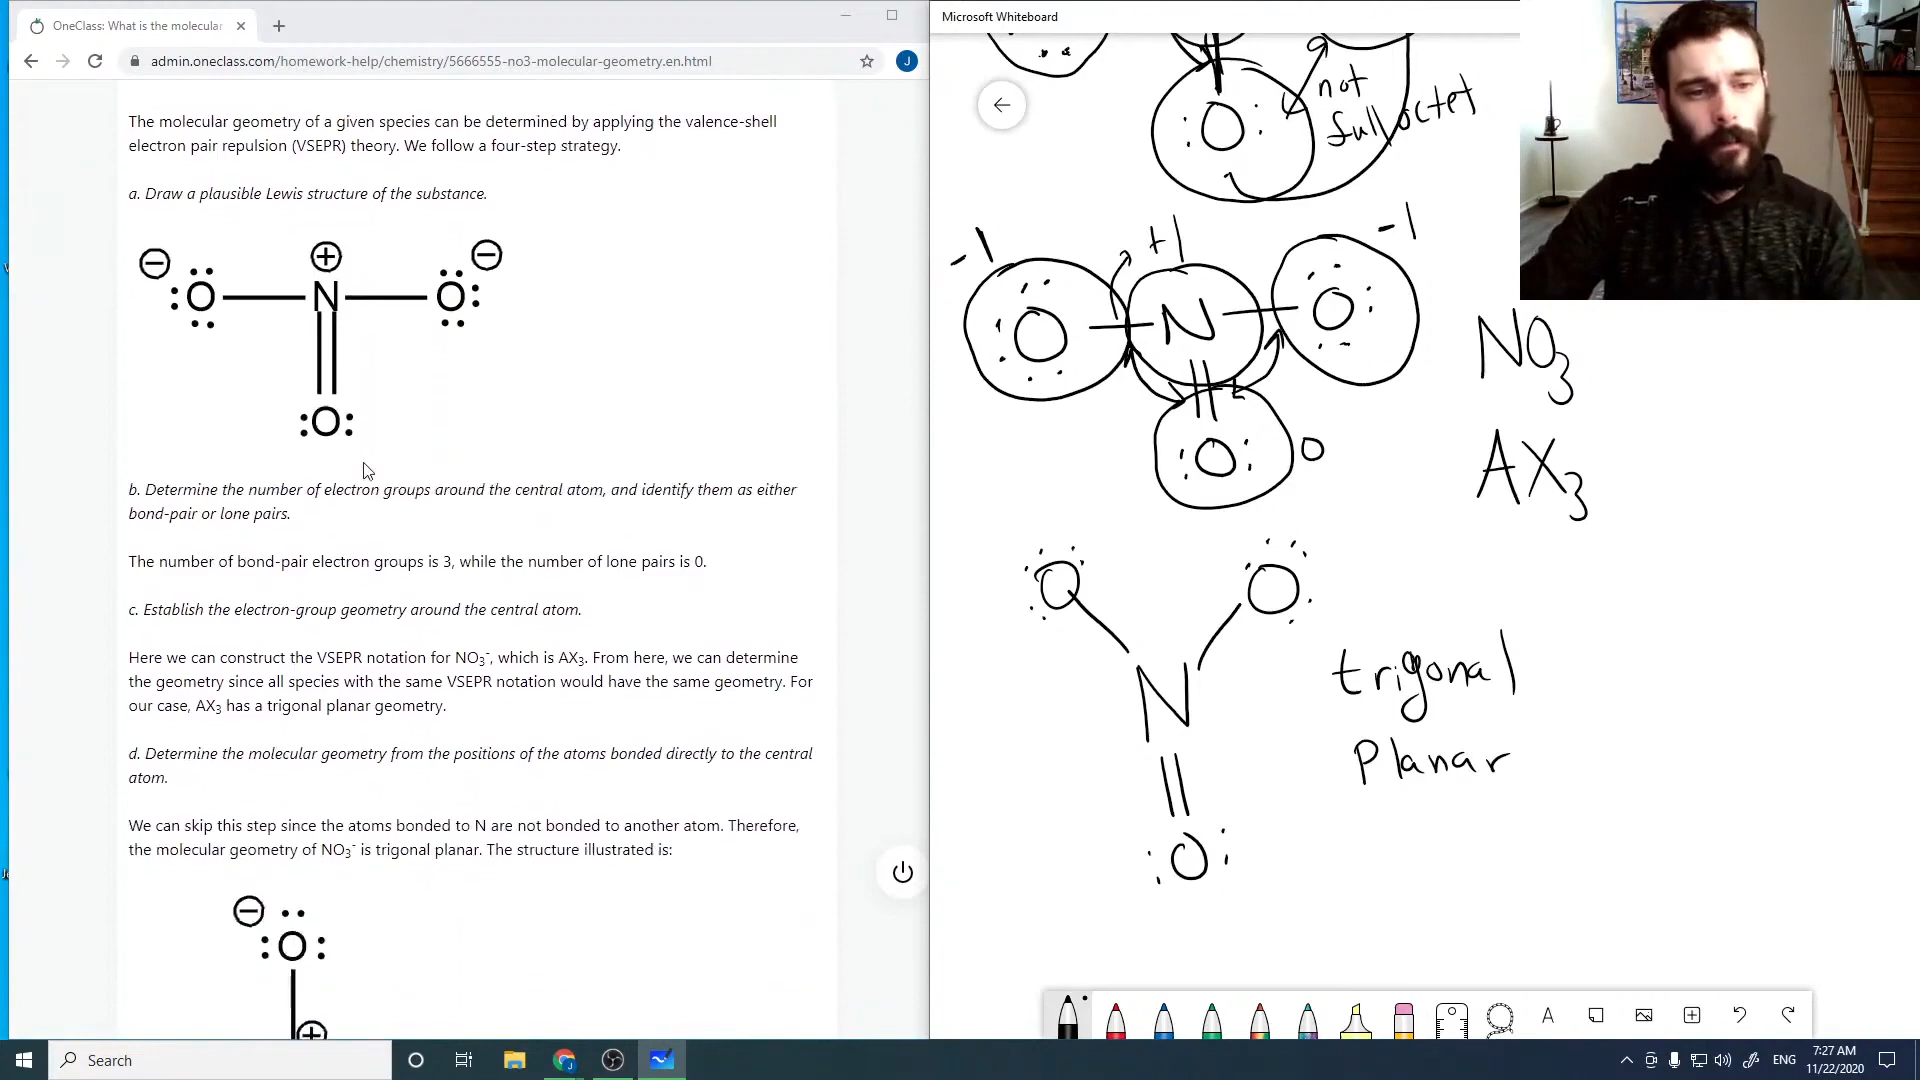 OneClass: What is the molecular
admin.oneclass.com/homework-help/chemistry/5666555-no3-molecular-geometry.en.html
J
The molecular geometry of a given species can be determined by applying the valence-shell
electron pair repulsion (VSEPR) theory. We follow a four-step strategy.
a. Draw a plausible Lewis structure of the substance.
⊖ ⊕ ⊖
:O N O:
:O:
b. Determine the number of electron groups around the central atom, and identify them as either
bond-pair or lone pairs.
The number of bond-pair electron groups is 3, while the number of lone pairs is 0.
c. Establish the electron-group geometry around the central atom.
Here we can construct the VSEPR notation for NO₃⁻, which is AX₃. From here, we can determine
the geometry since all species with the same VSEPR notation would have the same geometry. For
our case, AX₃ has a trigonal planar geometry.
d. Determine the molecular geometry from the positions of the atoms bonded directly to the central
atom.
We can skip this step since the atoms bonded to N are not bonded to another atom. Therefore,
the molecular geometry of NO₃⁻ is trigonal planar. The structure illustrated is:
⊖
:O:
⊕
Microsoft Whiteboard
not
full octet
:O:
-1 +1 -1
O N O
:O: 0
NO₃
AX₃
O O
N
:O:
trigonal
Planar
A
Search
ENG
7:27 AM
11/22/2020